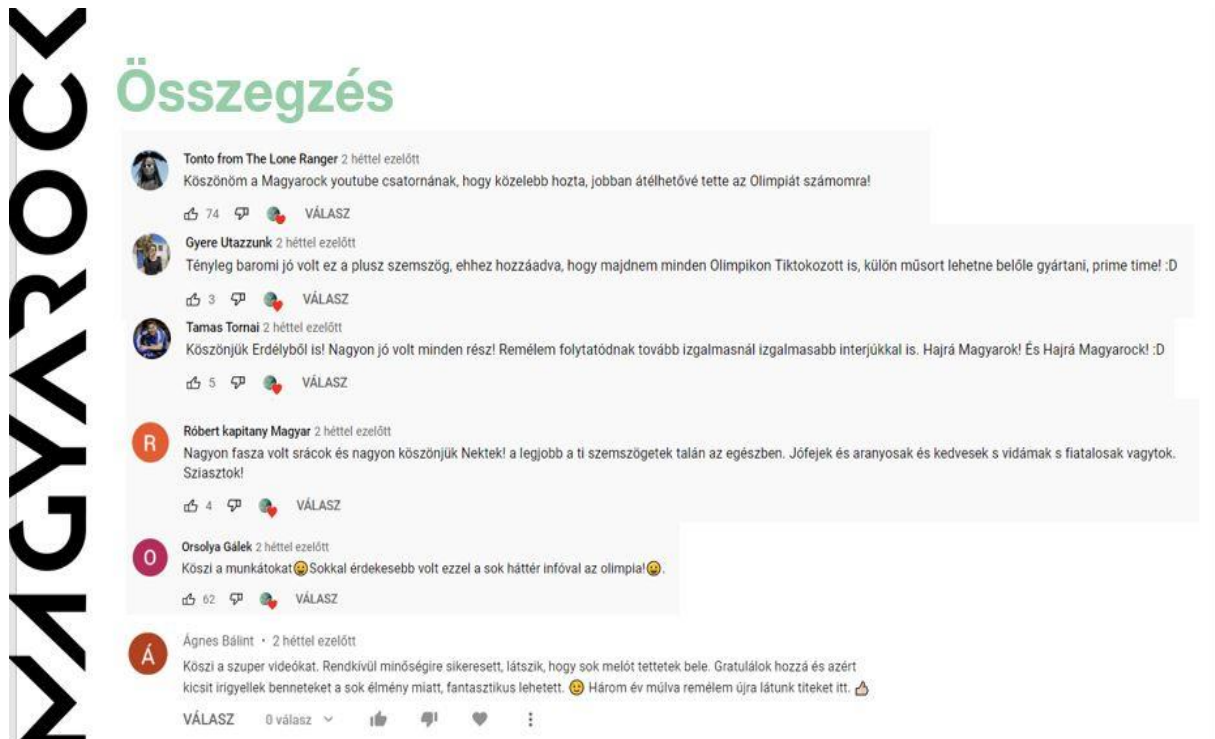 MAGYAROCK
Összegzés
Tonto from The Lone Ranger 2 héttel ezelőtt
Köszönöm a Magyarock youtube csatornának, hogy közelebb hozta, jobban átélhetővé tette az Olimpiát számomra!
74 VÁLASZ
Gyere Utazzunk 2 héttel ezelőtt
Tényleg baromi jó volt ez a plusz szemszög, ehhez hozzáadva, hogy majdnem minden Olimpikon Tiktokozott is, külön műsort lehetne belőle gyártani, prime time! :D
3 VÁLASZ
Tamas Tornai 2 héttel ezelőtt
Köszönjük Erdélyből is! Nagyon jó volt minden rész! Remélem folytatódnak tovább izgalmasnál izgalmasabb interjúkkal is. Hajrá Magyarok! És Hajrá Magyarock! :D
5 VÁLASZ
R
Róbert kapitany Magyar 2 héttel ezelőtt
Nagyon fasza volt srácok és nagyon köszönjük Nektek! a legjobb a ti szemszögetek talán az egészben. Jófejek és aranyosak és kedvesek s vidámak s fiatalosak vagytok.
Sziasztok!
4 VÁLASZ
O
Orsolya Gálek 2 héttel ezelőtt
Köszi a munkátokat😀Sokkal érdekesebb volt ezzel a sok háttér infóval az olimpia!😀.
62 VÁLASZ
Á
Ágnes Bálint • 2 héttel ezelőtt
Köszi a szuper videókat. Rendkívül minőségire sikeresett, látszik, hogy sok melót tettetek bele. Gratulálok hozzá és azért
kicsit irigyellek benneteket a sok élmény miatt, fantasztikus lehetett. 🙂 Három év múlva remélem újra látunk titeket itt. 👍
VÁLASZ 0 válasz